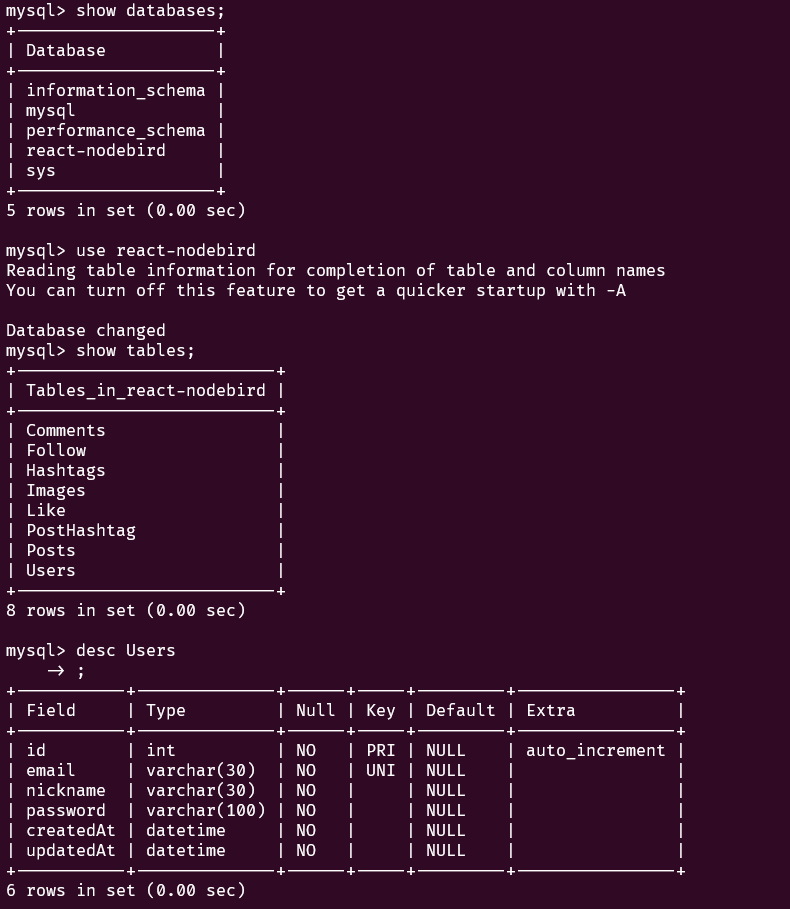 mysql> show databases;
+--------------------+
| Database           |
+--------------------+
| information_schema |
| mysql              |
| performance_schema |
| react-nodebird     |
| sys                |
+--------------------+
5 rows in set (0.00 sec)
mysql> use react-nodebird
Reading table information for completion of table and column names
You can turn off this feature to get a quicker startup with -A
Database changed
mysql> show tables;
+--------------------------+
| Tables_in_react-nodebird |
+--------------------------+
| Comments                 |
| Follow                   |
| Hashtags                 |
| Images                   |
| Like                     |
| PostHashtag              |
| Posts                    |
| Users                    |
+--------------------------+
8 rows in set (0.00 sec)
mysql> desc Users
    -> ;
+-----------+--------------+------+-----+---------+----------------+
| Field     | Type         | Null | Key | Default | Extra          |
+-----------+--------------+------+-----+---------+----------------+
| id        | int          | NO   | PRI | NULL    | auto_increment |
| email     | varchar(30)  | NO   | UNI | NULL    |                |
| nickname  | varchar(30)  | NO   |     | NULL    |                |
| password  | varchar(100) | NO   |     | NULL    |                |
| createdAt | datetime     | NO   |     | NULL    |                |
| updatedAt | datetime     | NO   |     | NULL    |                |
+-----------+--------------+------+-----+---------+----------------+
6 rows in set (0.00 sec)